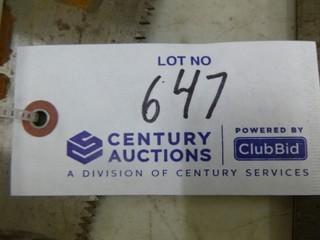 LOT NO
647
CENTURY AUCTIONS
POWERED BY
ClubBid
A DIVISION OF CENTURY SERVICES